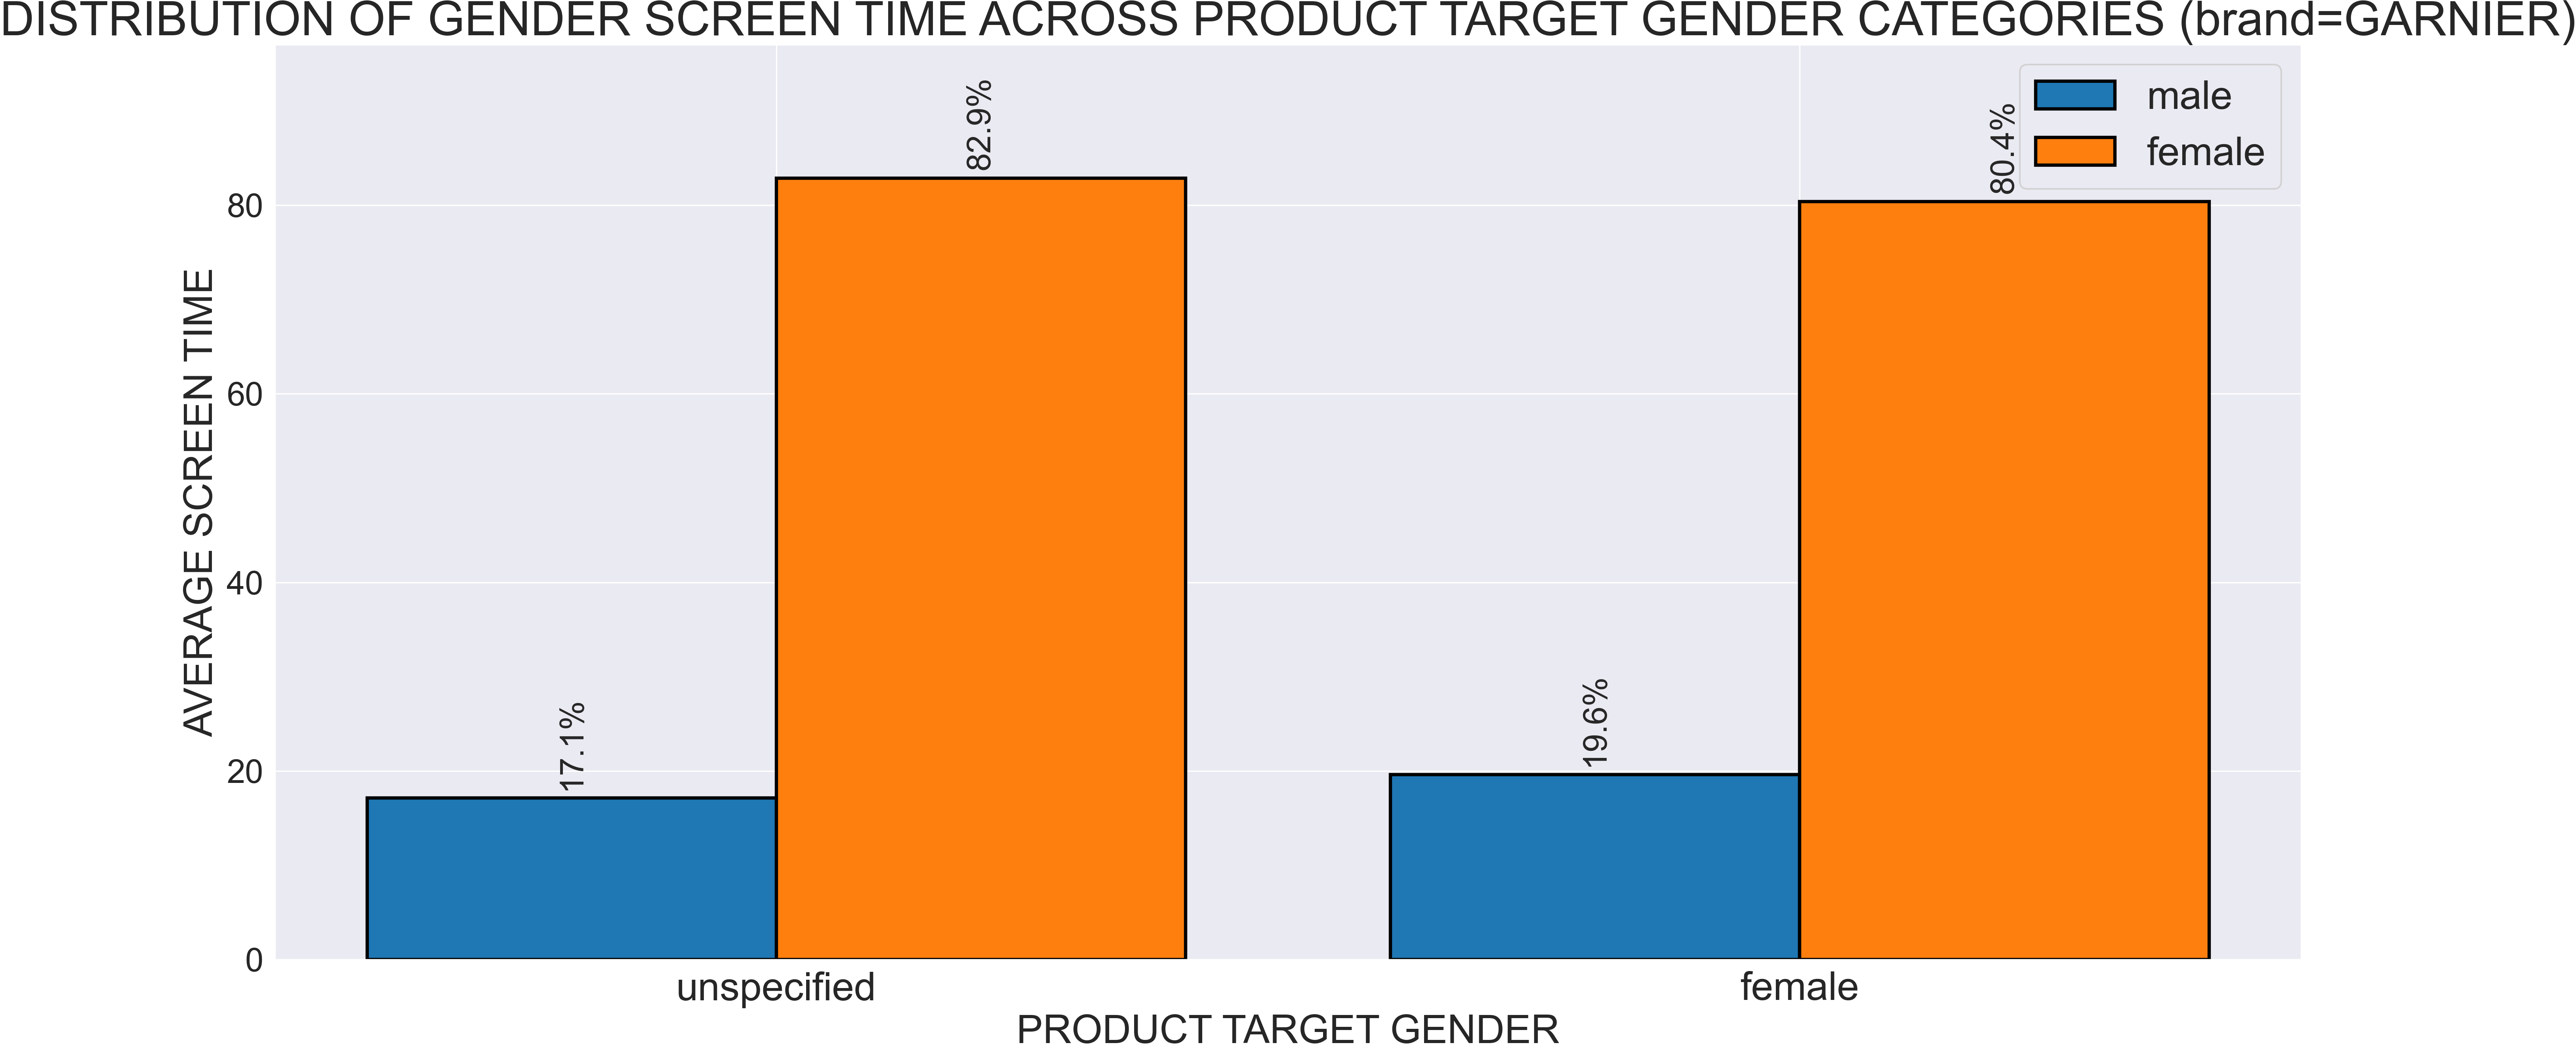 DISTRIBUTION OF GENDER SCREEN TIME ACROSS PRODUCT TARGET GENDER CATEGORIES (brand=GARNIER)
male
female
82.9%
80.4%
17.1%
19.6%
80
60
40
20
0
AVERAGE SCREEN TIME
unspecified
female
PRODUCT TARGET GENDER